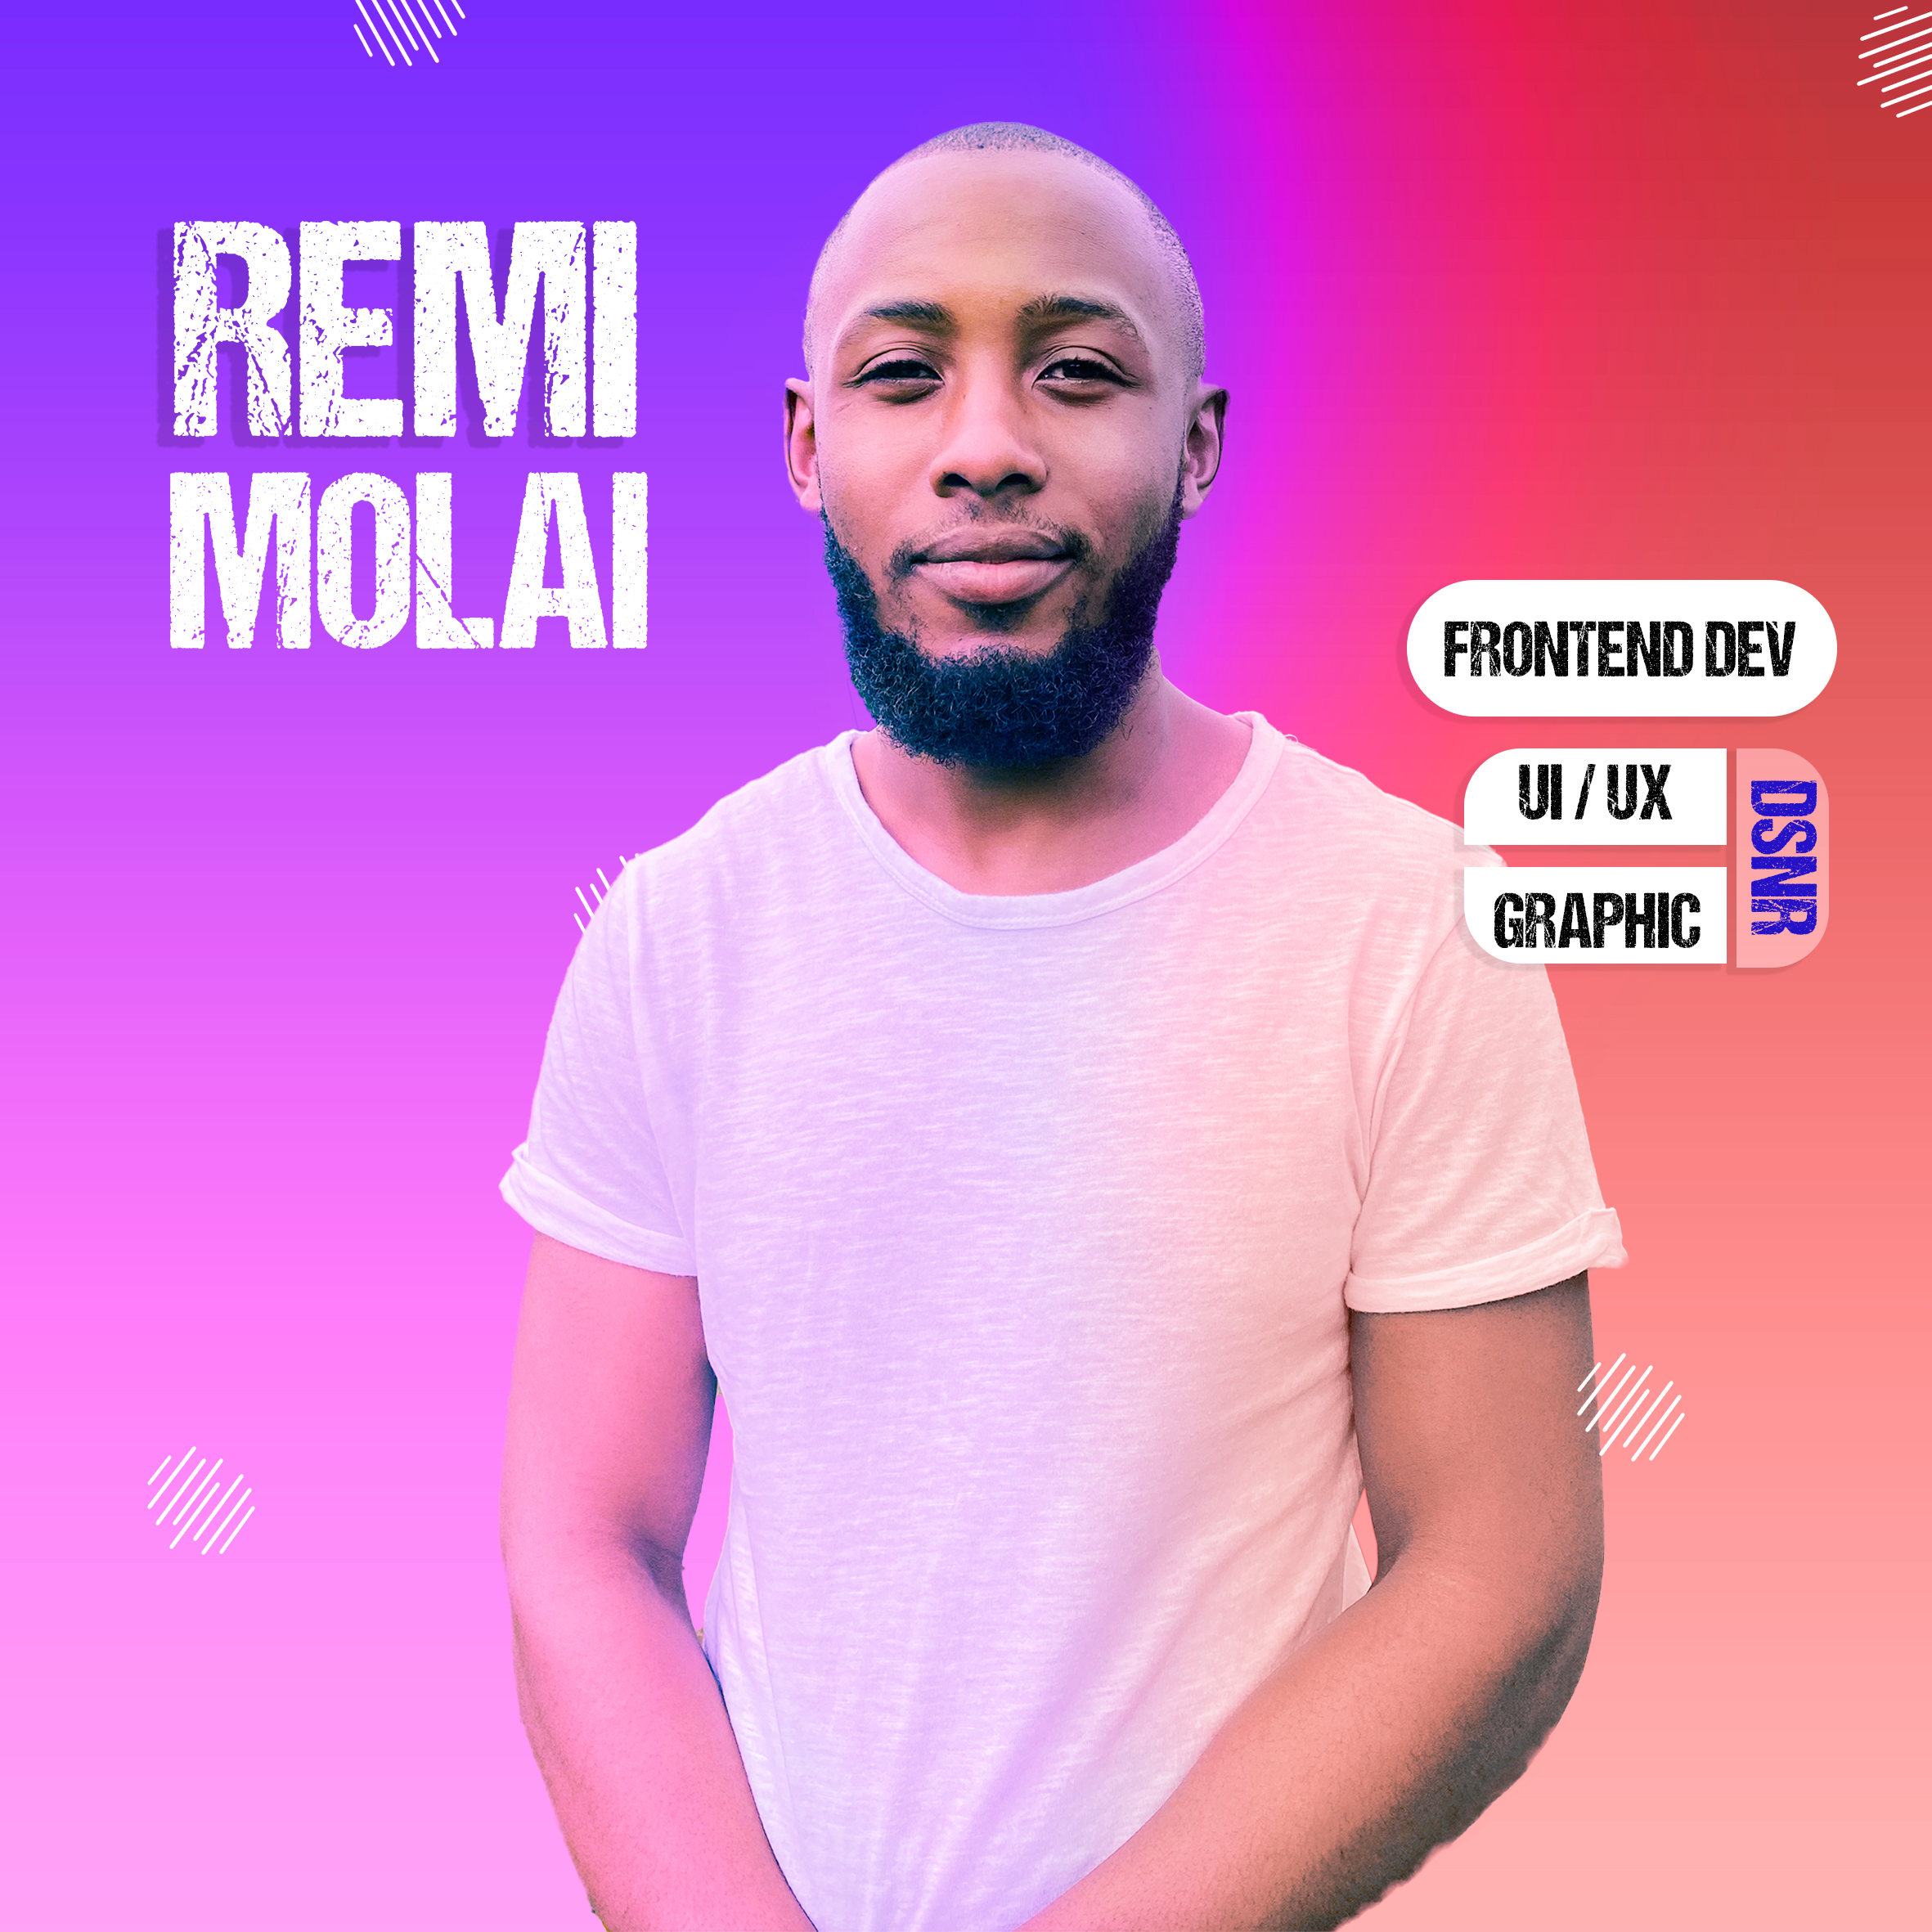 REMI
MOLAI
FRONTEND DEV
UI / UX
GRAPHIC
DSNR